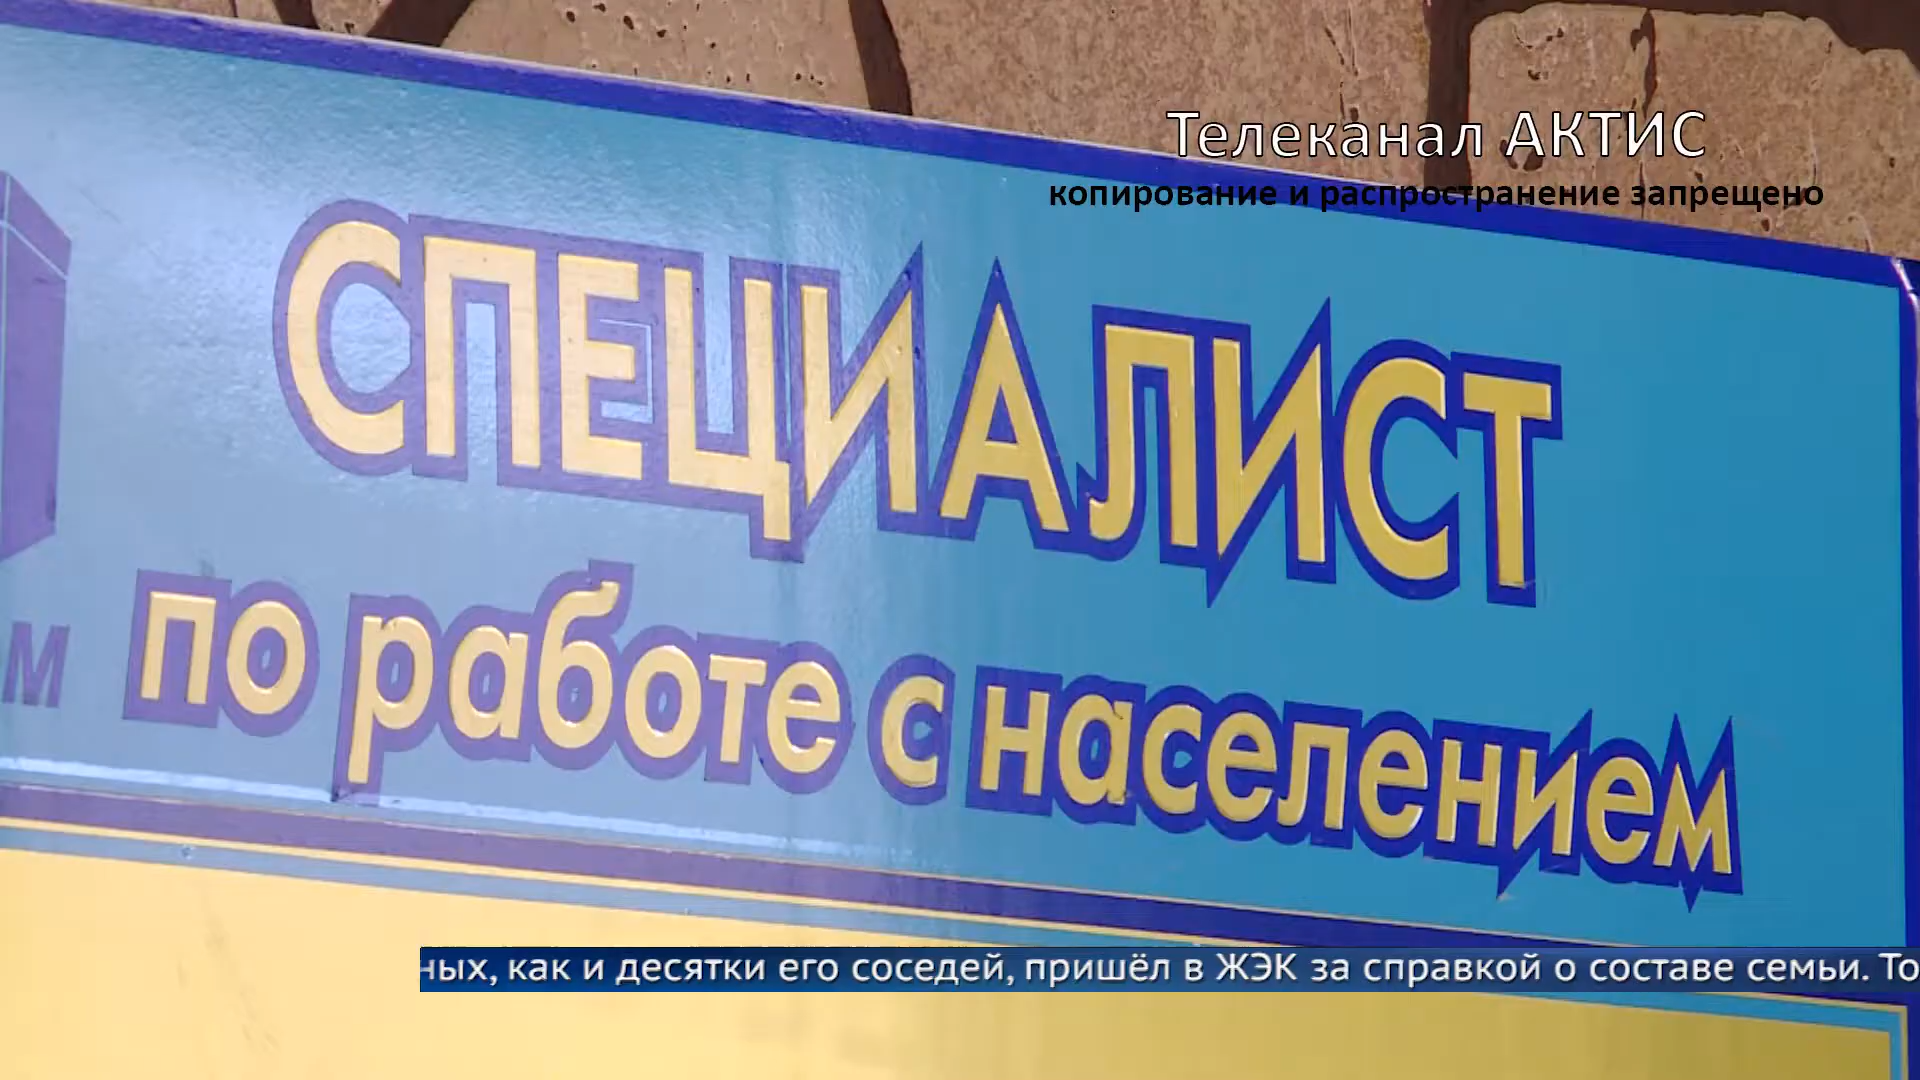 Телеканал АКТИС
копирование и распространение запрещено
СПЕЦИАЛИСТ
по работе с населением
ных, как и десятки его соседей, пришёл в ЖЭК за справкой о составе семьи. То